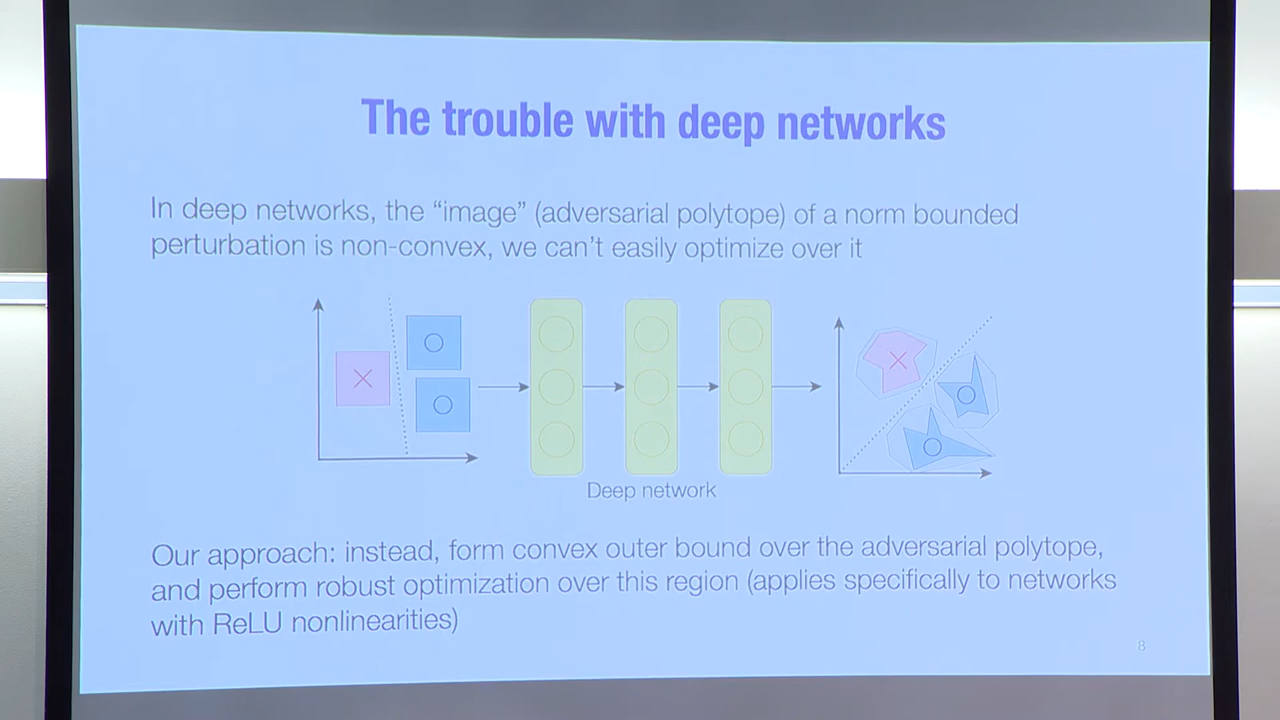 The trouble with deep networks
In deep networks, the “image” (adversarial polytope) of a norm bounded
perturbation is non-convex, we can’t easily optimize over it
Deep network
Our approach: instead, form convex outer bound over the adversarial polytope,
and perform robust optimization over this region (applies specifically to networks
with ReLU nonlinearities)
8